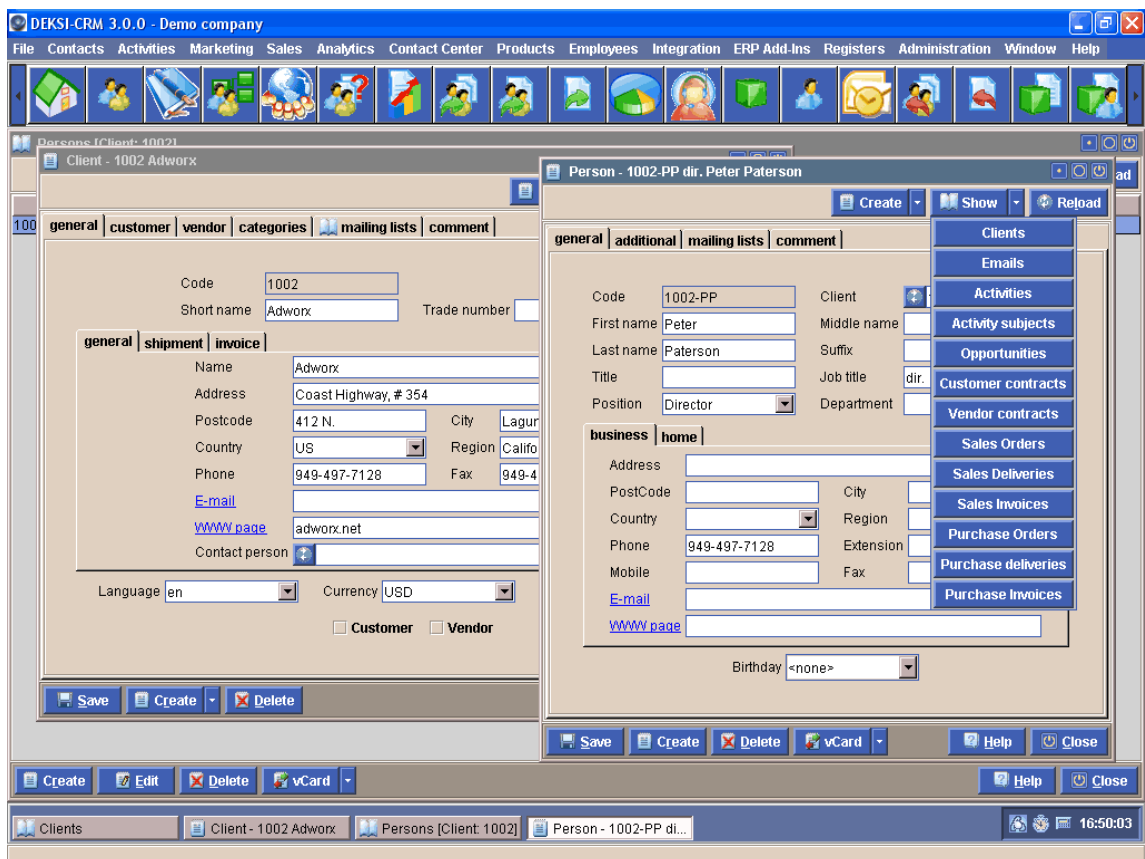 DEKSI-CRM 3.0.0 - Demo company
File Contacts Activities Marketing Sales Analytics Contact Center Products Employees Integration ERP Add-Ins Registers Administration Window Help
Persons [Client: 1002]
Client - 1002 Adworx
general customer vendor categories mailing lists comment
Code 1002
Short name Adworx Trade number
general shipment invoice
Name Adworx
Address Coast Highway, # 354
Postcode 412 N. City Lagur
Country US Region Califo
Phone 949-497-7128 Fax 949-4
E-mail
WWW page adworx.net
Contact person
Language en Currency USD
Customer Vendor
Save Create Delete
Person - 1002-PP dir. Peter Paterson
Create Show Reload
general additional mailing lists comment
Code 1002-PP Client
First name Peter Middle name
Last name Paterson Suffix
Title Job title dir.
Position Director Department
business home
Address
PostCode City
Country Region
Phone 949-497-7128 Extension
Mobile Fax
E-mail
WWW page
Birthday <none>
Clients
Emails
Activities
Activity subjects
Opportunities
Customer contracts
Vendor contracts
Sales Orders
Sales Deliveries
Sales Invoices
Purchase Orders
Purchase deliveries
Purchase Invoices
Save Create Delete vCard Help Close
ad
100
Create Edit Delete vCard Help Close
Clients Client - 1002 Adworx Persons [Client: 1002] Person - 1002-PP di... 16:50:03